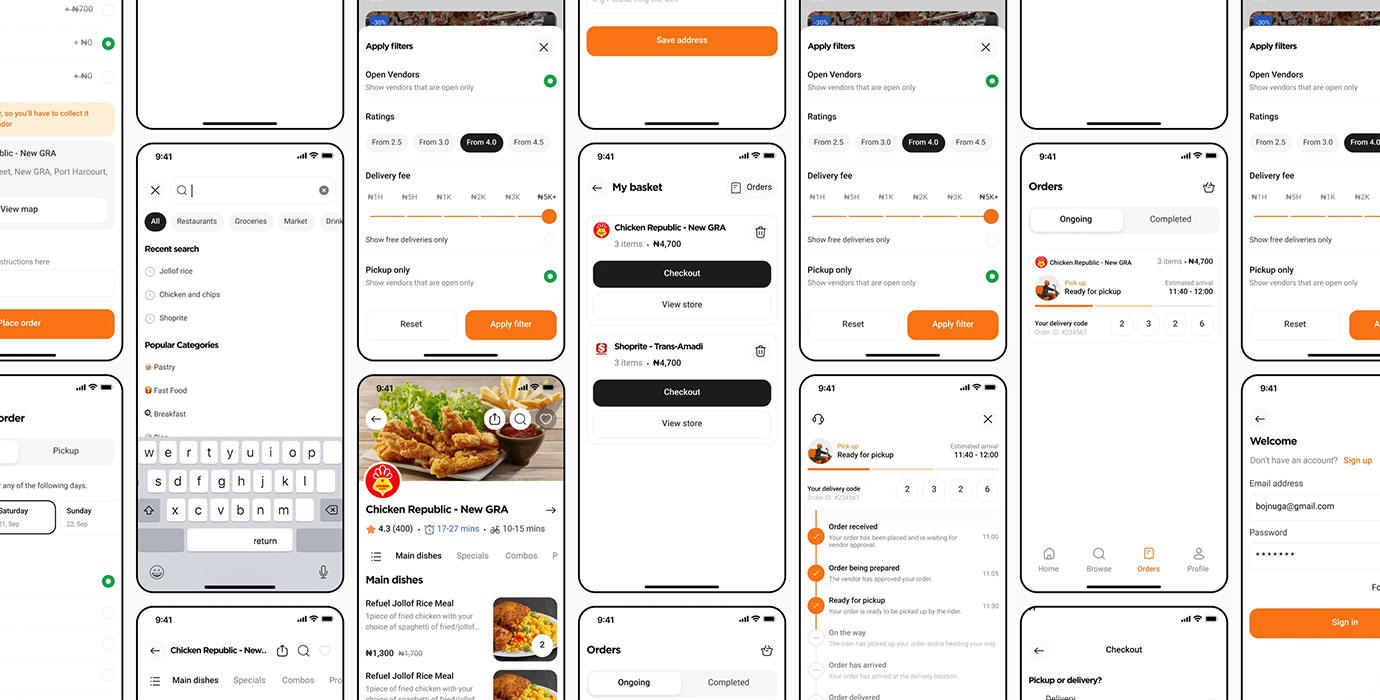 + ₦700
+ ₦0
+ ₦0
, so you'll have to collect it
ndor
blic - New GRA
eet, New GRA, Port Harcourt,
View map
structions here
Place order
order
Pickup
any of the following days.
Saturday
21, Sep
Sunday
22, Sep
9:41
All
Restaurants
Groceries
Market
Drink
Recent search
Jollof rice
Chicken and chips
Shoprite
Popular Categories
Pastry
Fast Food
Breakfast
w e r t y u i o p
s d f g h j k l
x c v b n m
return
9:41
Chicken Republic - New..
Main dishes
Specials
Combos
Pro
-30%
Apply filters
Open Vendors
Show vendors that are open only
Ratings
From 2.5
From 3.0
From 4.0
From 4.5
Delivery fee
₦1H
₦5H
₦1K
₦2K
₦3K
₦5K+
Show free deliveries only
Pickup only
Show vendors that are open only
Reset
Apply filter
9:41
Chicken Republic - New GRA
4.3 (400) • 17-27 mins • 10-15 mins
Main dishes
Specials
Combos
P
Main dishes
Refuel Jollof Rice Meal
1piece of fried chicken with your
choice of spaghetti of fried/jollof...
₦1,300 ₦1,700
2
Refuel Jollof Rice Meal
1piece of fried chicken with your
choice of spaghetti of fried/jollof...
Save address
9:41
My basket
Orders
Chicken Republic - New GRA
3 items • ₦4,700
Checkout
View store
Shoprite - Trans-Amadi
3 items • ₦4,700
Checkout
View store
9:41
Orders
Ongoing
Completed
-30%
Apply filters
Open Vendors
Show vendors that are open only
Ratings
From 2.5
From 3.0
From 4.0
From 4.5
Delivery fee
₦1H
₦5H
₦1K
₦2K
₦3K
₦5K+
Show free deliveries only
Pickup only
Show vendors that are open only
Reset
Apply filter
9:41
Pick up
Ready for pickup
Estimated arrival
11:40 - 12:00
Your delivery code
Order ID: #234567
2 3 2 6
Order received
Your order has been placed and is waiting for
vendor approval.
11:00
Order being prepared
The vendor has approved your order.
11:05
Ready for pickup
Your order is ready to be picked up by the rider.
11:30
On the way
The rider has picked up your order and is heading your way
Order has arrived
Your order has arrived at the delivery location.
Order delivered
9:41
Orders
Ongoing
Completed
Chicken Republic - New GRA
3 items • ₦4,700
Pick up
Ready for pickup
Estimated arrival
11:40 - 12:00
Your delivery code
Order ID: #234567
2 3 2 6
Home
Browse
Orders
Profile
Checkout
Pickup or delivery?
Delivery
-30%
Apply filters
Open Vendors
Show vendors that are open only
Ratings
From 2.5
From 3.0
From 4.0
Delivery fee
₦1H
₦5H
₦1K
₦2K
Show free deliveries only
Pickup only
Show vendors that are open only
Reset
A
9:41
Welcome
Don't have an account? Sign up
Email address
bojnuga@gmail.com
Password
*******
Fo
Sign in